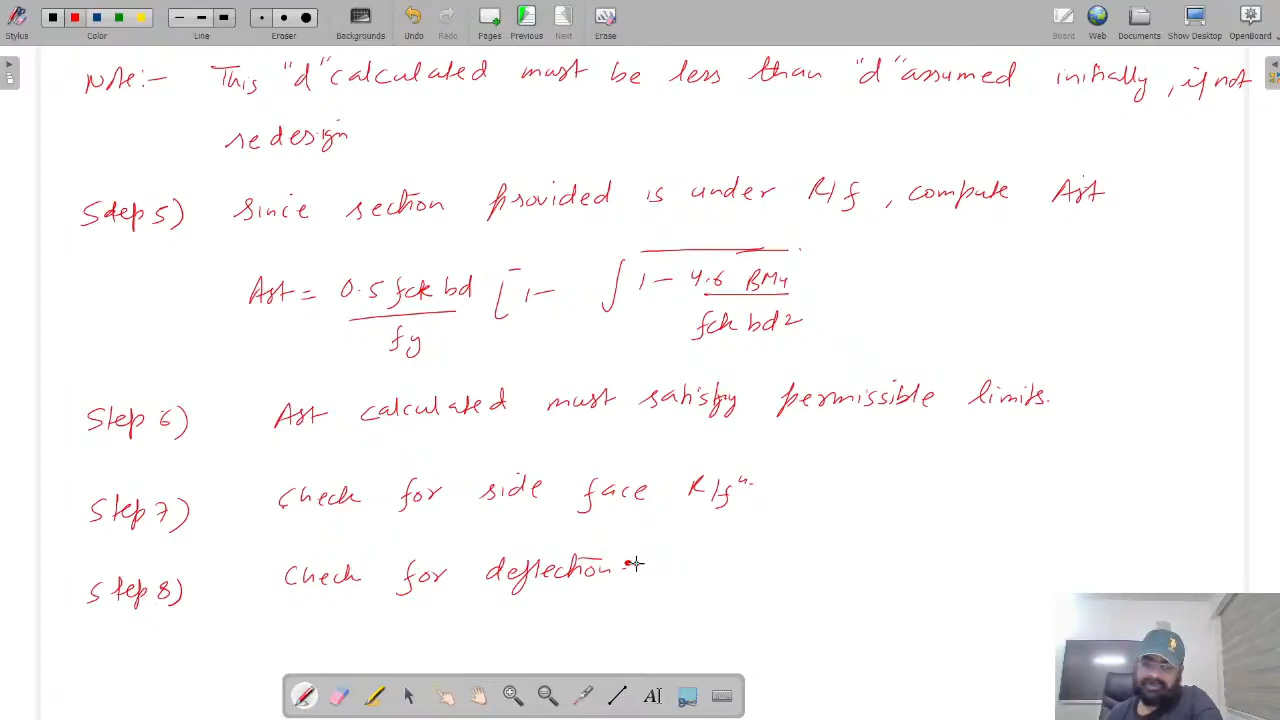 Stylus Color Line Eraser Backgrounds Undo Pages Previous Next Erase Board Web Documents Show Desktop OpenBoard
Note:- This "d" calculated must be less than "d" assumed initially, if not
redesign
Step 5) Since section provided is under R/f, compute Ast
Ast = 0.5 fck bd / fy [1 - √(1 - 4.6 BMu / fck bd2)
Step 6) Ast calculated must satisfy permissible limits.
Step 7) Check for side face R/fn.
Step 8) Check for deflection